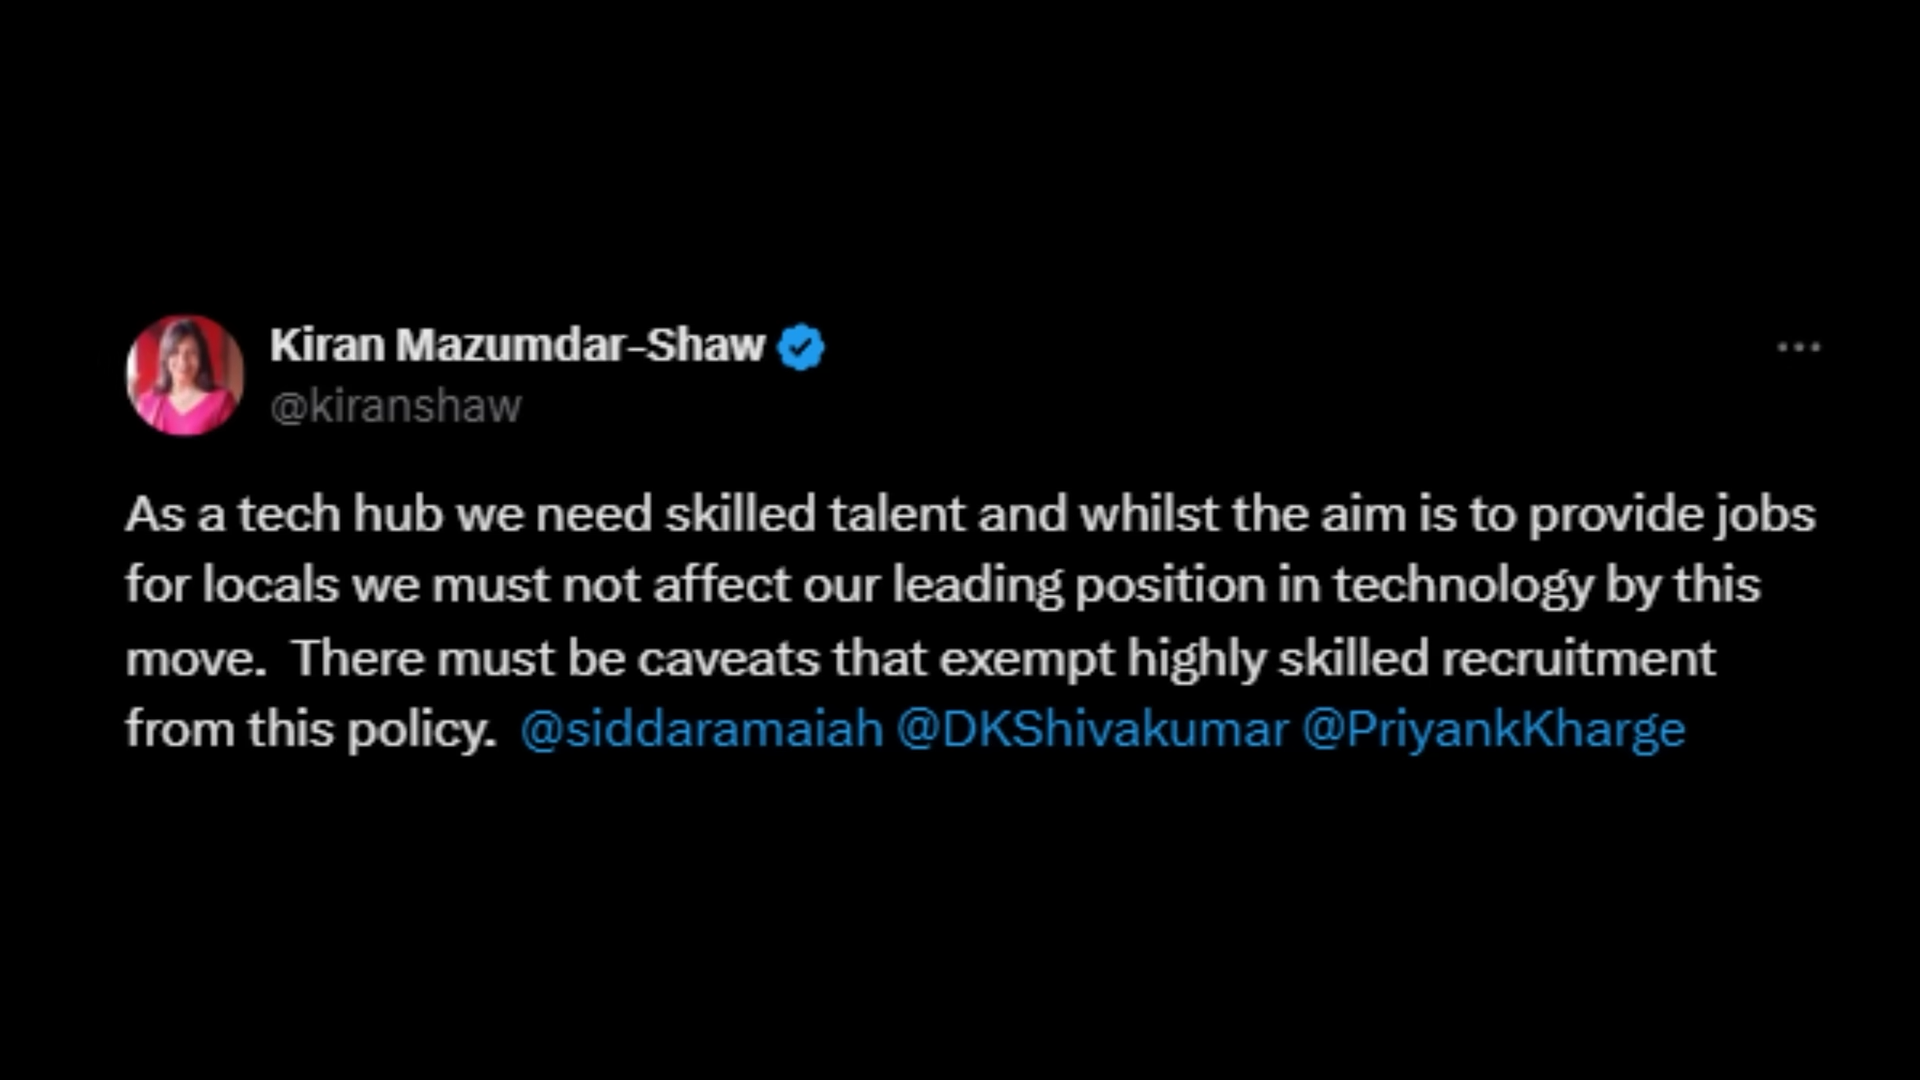 Kiran Mazumdar-Shaw
@kiranshaw
As a tech hub we need skilled talent and whilst the aim is to provide jobs
for locals we must not affect our leading position in technology by this
move.  There must be caveats that exempt highly skilled recruitment
from this policy.  @siddaramaiah @DKShivakumar @PriyankKharge